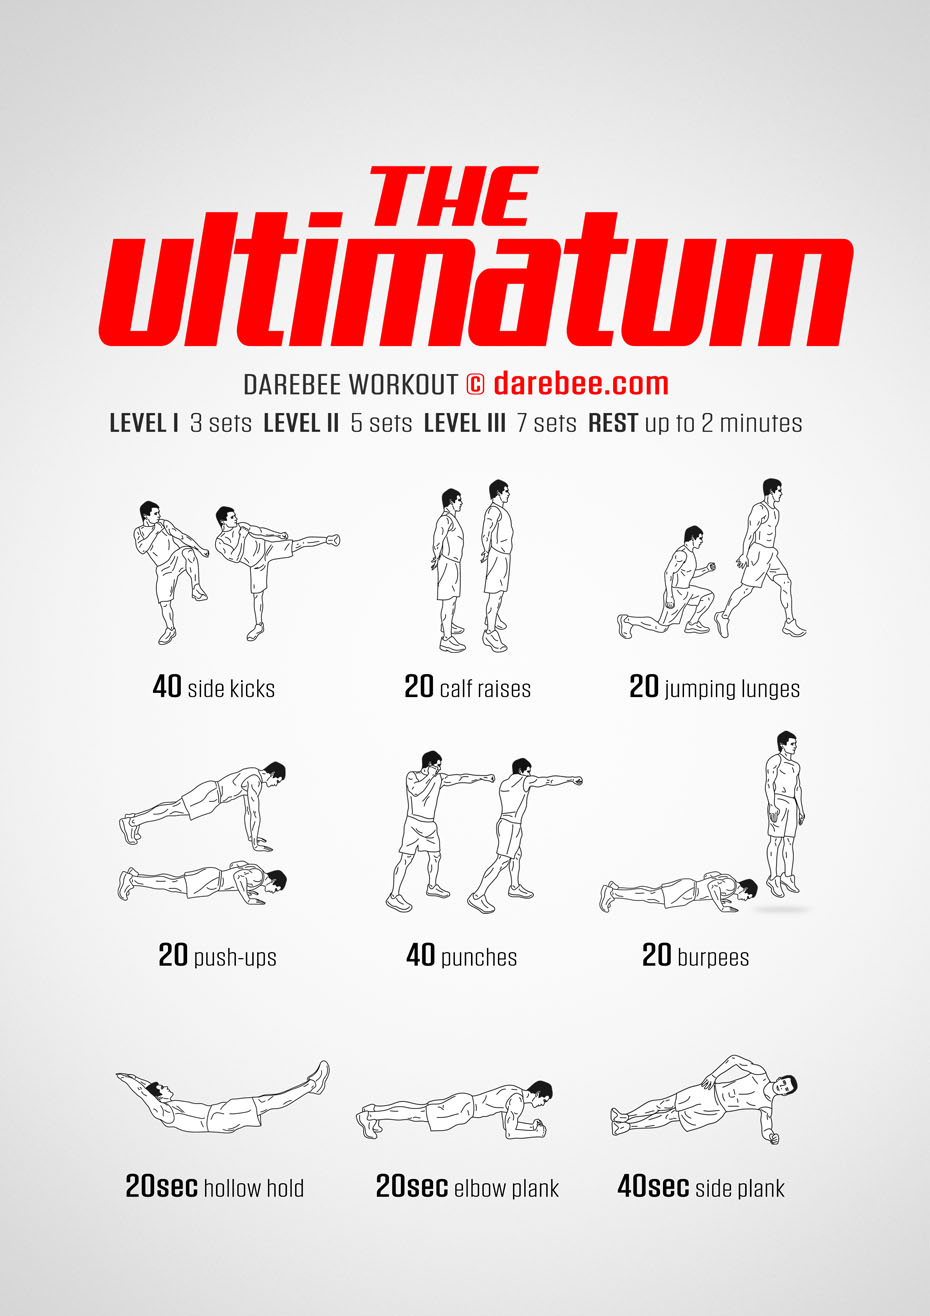 THE
ultimatum
DAREBEE WORKOUT © darebee.com
LEVEL I 3 sets LEVEL II 5 sets LEVEL III 7 sets REST up to 2 minutes
40 side kicks
20 calf raises
20 jumping lunges
20 push-ups
40 punches
20 burpees
20sec hollow hold
20sec elbow plank
40sec side plank